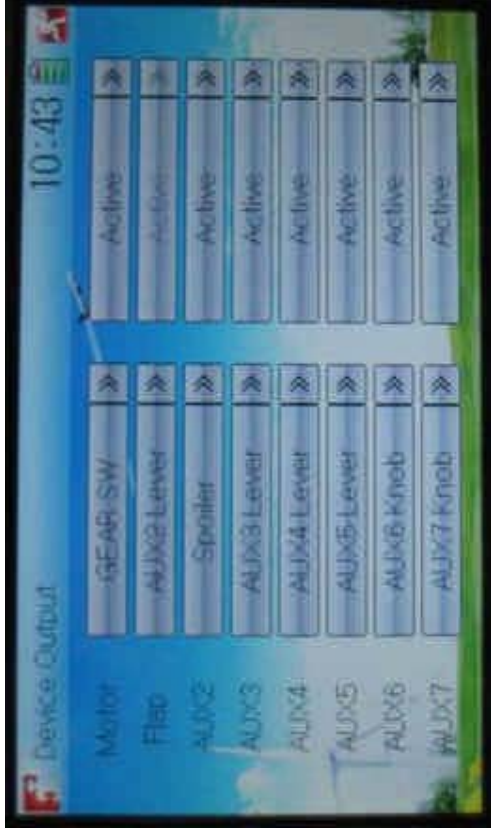 Device Output 10:43
Motor GEAR SW Active
Flap AUX2 Lever Active
AUX2 Spoiler Active
AUX3 AUX3 Lever Active
AUX4 AUX4 Lever Active
AUX5 AUX5 Lever Active
AUX6 AUX6 Knob Active
AUX7 AUX7 Knob Active